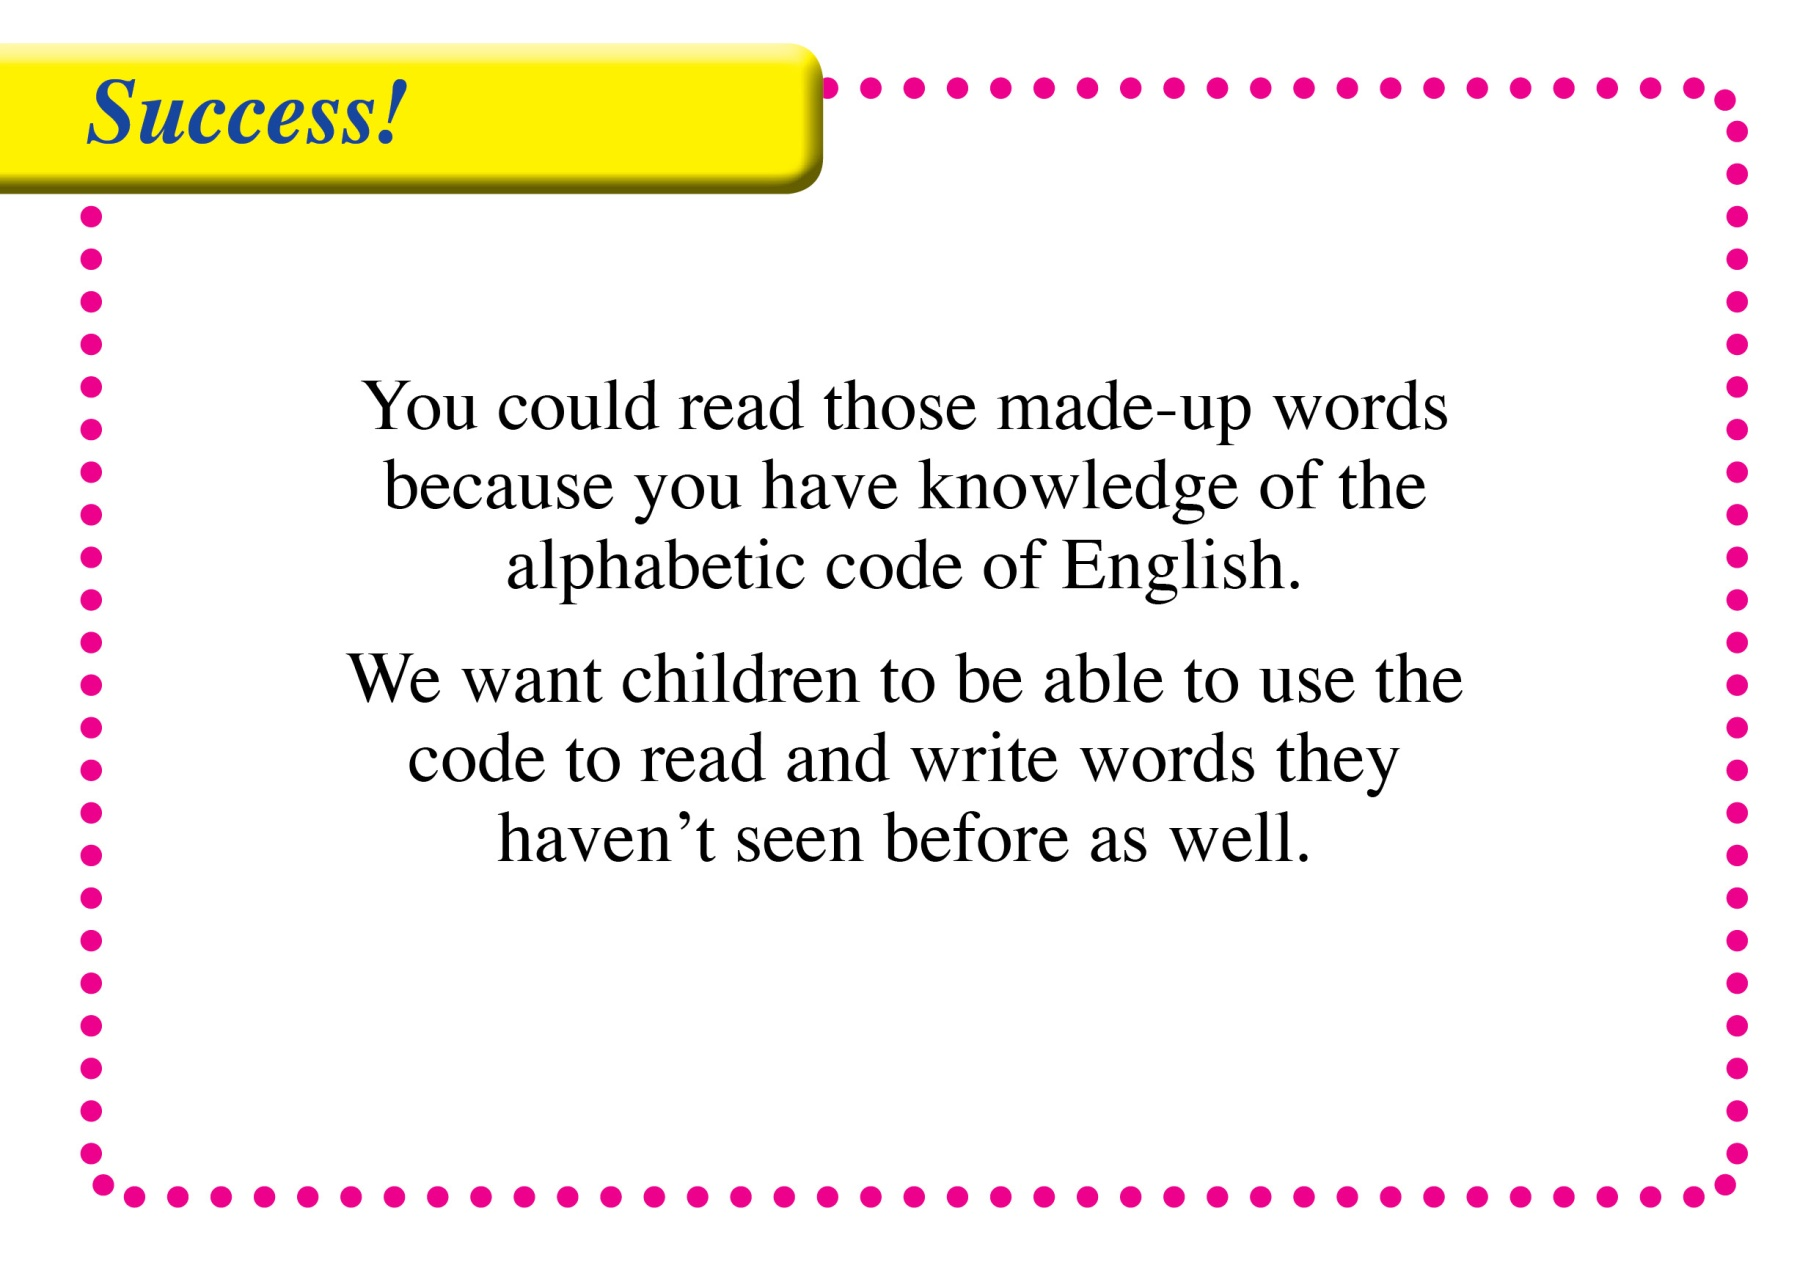 Success!
You could read those made-up words
because you have knowledge of the
alphabetic code of English.
We want children to be able to use the
code to read and write words they
haven’t seen before as well.